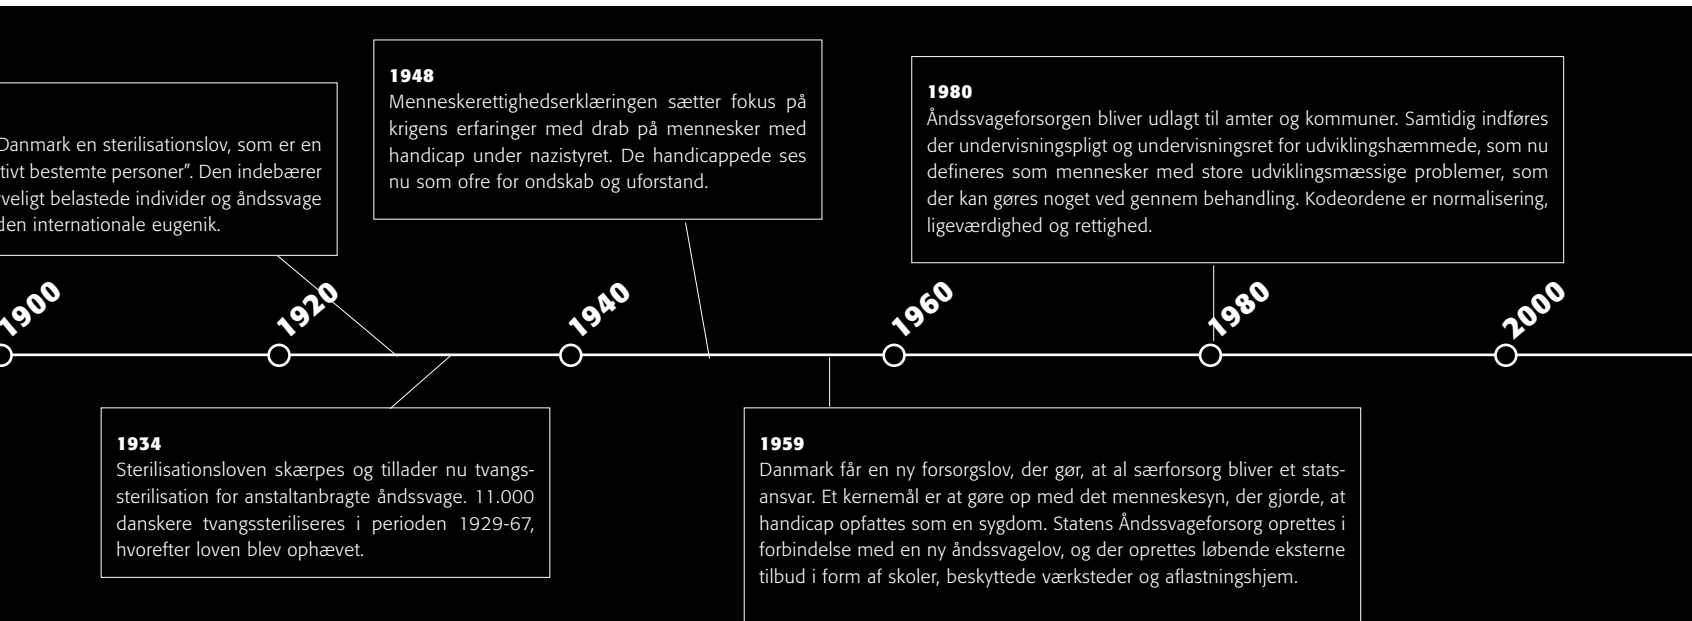 Danmark en sterilisationslov, som er en
tivt bestemte personer”. Den indebærer
veligt belastede individer og åndssvage
den internationale eugenik.
1948
Menneskerettighedserklæringen sætter fokus på
krigens erfaringer med drab på mennesker med
handicap under nazistyret. De handicappede ses
nu som ofre for ondskab og uforstand.
1980
Åndssvageforsorgen bliver udlagt til amter og kommuner. Samtidig indføres
der undervisningspligt og undervisningsret for udviklingshæmmede, som nu
defineres som mennesker med store udviklingsmæssige problemer, som
der kan gøres noget ved gennem behandling. Kodeordene er normalisering,
ligeværdighed og rettighed.
1900
1920
1940
1960
1980
2000
1934
Sterilisationsloven skærpes og tillader nu tvangs-
sterilisation for anstaltanbragte åndssvage. 11.000
danskere tvangssteriliseres i perioden 1929-67,
hvorefter loven blev ophævet.
1959
Danmark får en ny forsorgslov, der gør, at al særforsorg bliver et stats-
ansvar. Et kernemål er at gøre op med det menneskesyn, der gjorde, at
handicap opfattes som en sygdom. Statens Åndssvageforsorg oprettes i
forbindelse med en ny åndssvagelov, og der oprettes løbende eksterne
tilbud i form af skoler, beskyttede værksteder og aflastningshjem.